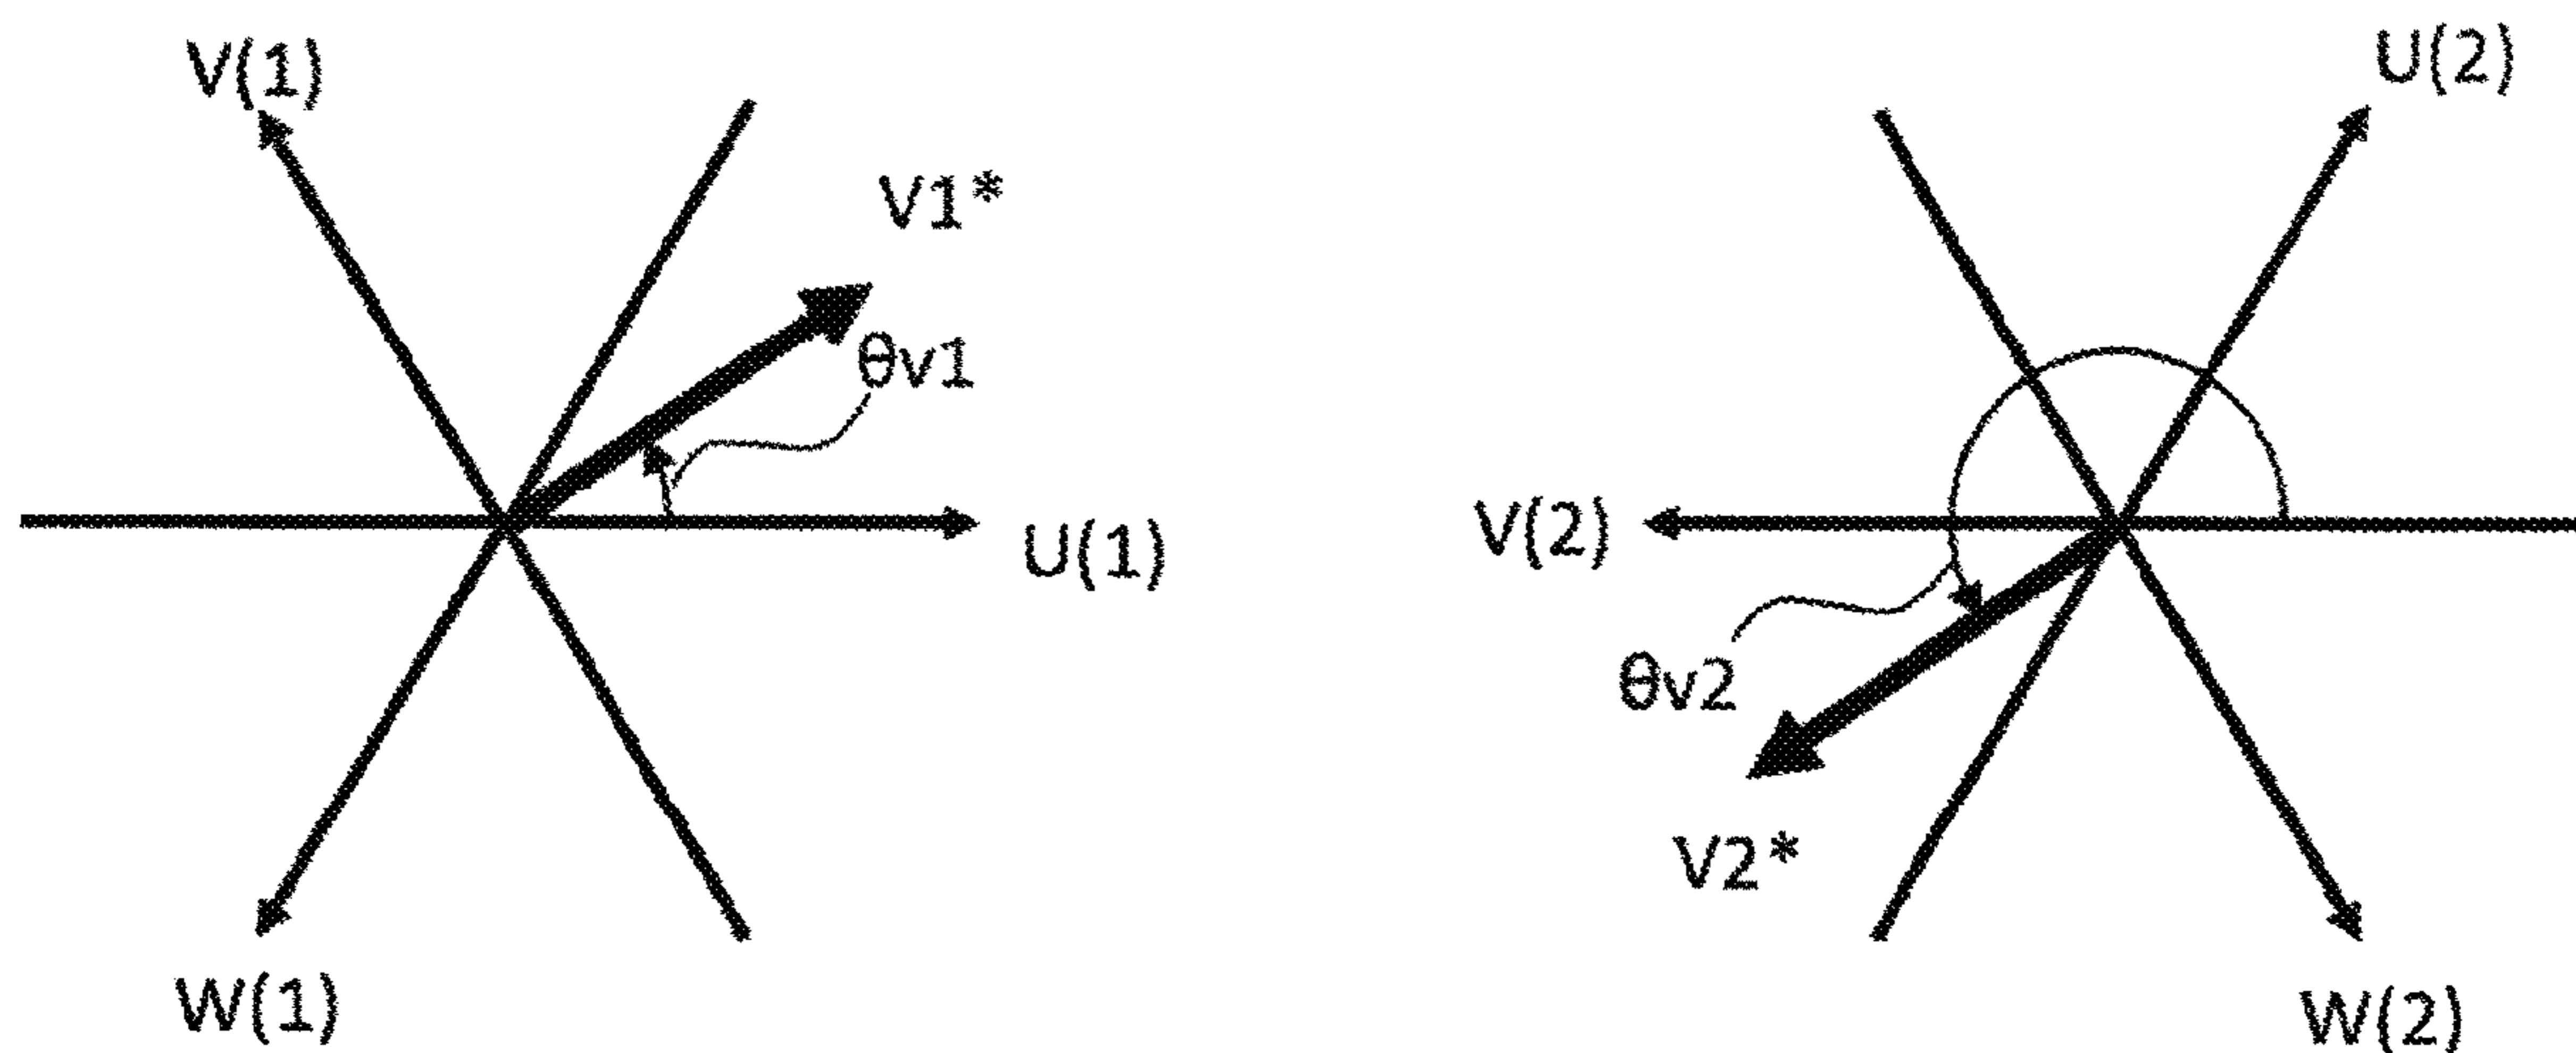 V(1)
V1*
θv1
U(1)
W(1)
U(2)
V(2)
θv2
V2*
W(2)